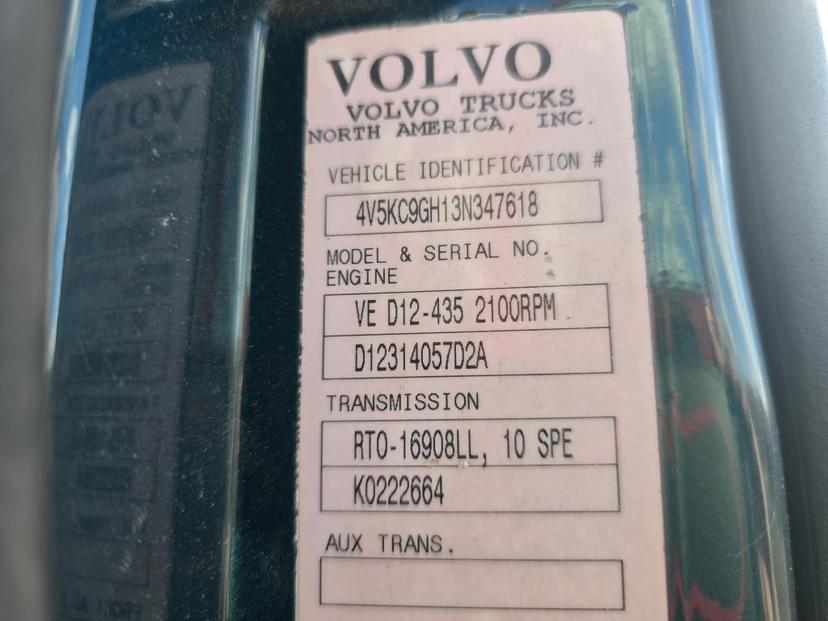 VOLVO
VOLVO TRUCKS
NORTH AMERICA, INC.
VEHICLE IDENTIFICATION #
4V5KC9GH13N347618
MODEL & SERIAL NO.
ENGINE
VE D12-435 2100RPM
D12314057D2A
TRANSMISSION
RTO-16908LL, 10 SPE
K0222664
AUX TRANS.